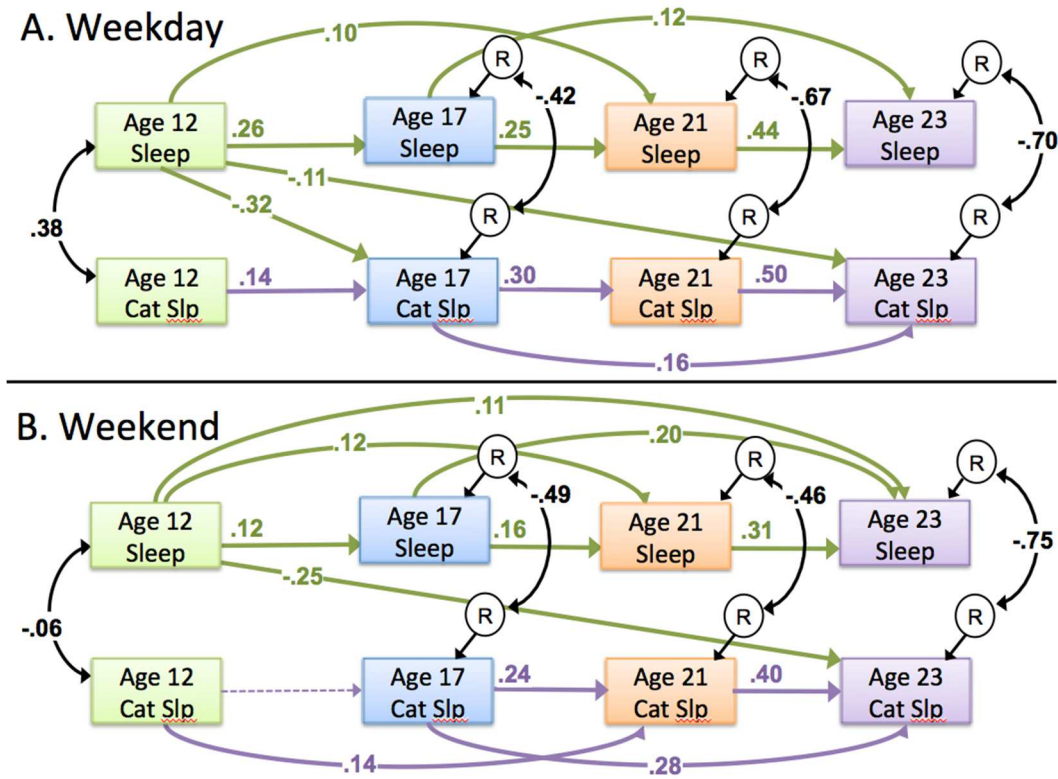 A. Weekday
.10
.12
R
R
R
-.42
-.67
-.70
Age 12
Sleep
.26
Age 17
Sleep
.25
Age 21
Sleep
.44
Age 23
Sleep
-.11
-.32
.38
R
R
R
Age 12
Cat Slp
.14
Age 17
Cat Slp
.30
Age 21
Cat Slp
.50
Age 23
Cat Slp
.16
B. Weekend
.11
.12
.20
R
R
R
-.49
-.46
-.75
Age 12
Sleep
.12
Age 17
Sleep
.16
Age 21
Sleep
.31
Age 23
Sleep
-.25
-.06
R
R
R
Age 12
Cat Slp
Age 17
Cat Slp
.24
Age 21
Cat Slp
.40
Age 23
Cat Slp
.14
.28